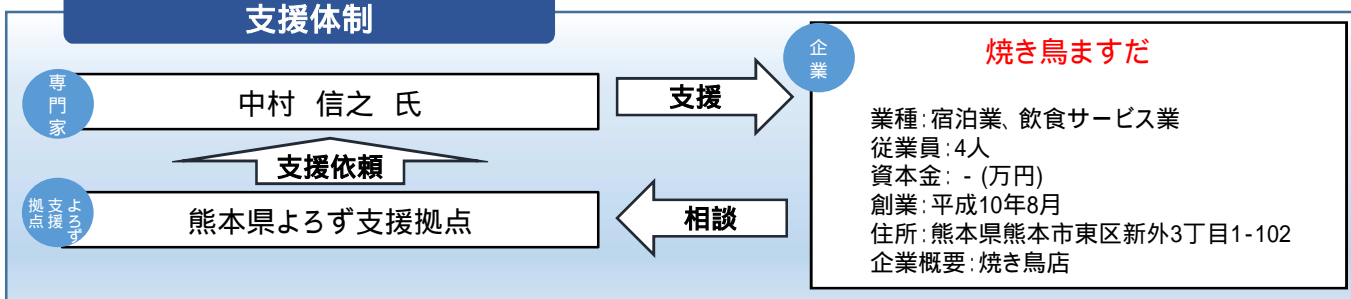 支援体制
専門家
中村 信之 氏
支援
支援依頼
よろず支援拠点
熊本県よろず支援拠点
相談
企業
焼き鳥ますだ
業種:宿泊業、飲食サービス業
従業員:4人
資本金: - (万円)
創業:平成10年8月
住所:熊本県熊本市東区新外3丁目1-102
企業概要:焼き鳥店